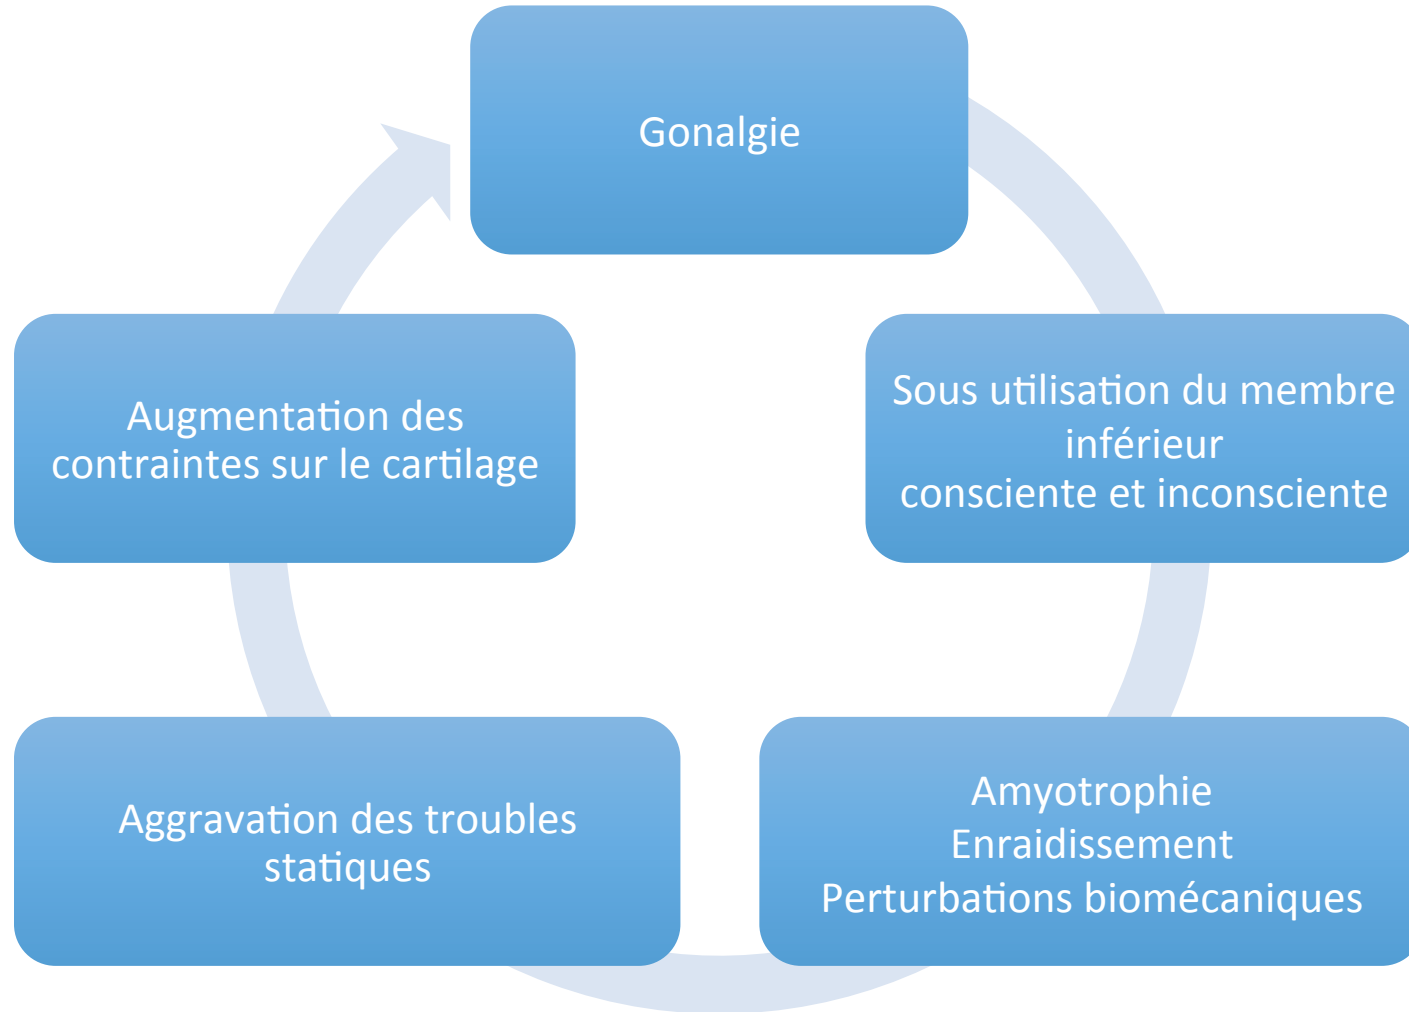 Gonalgie
Sous utilisation du membre
inférieur
consciente et inconsciente
Amyotrophie
Enraidissement
Perturbations biomécaniques
Aggravation des troubles
statiques
Augmentation des
contraintes sur le cartilage